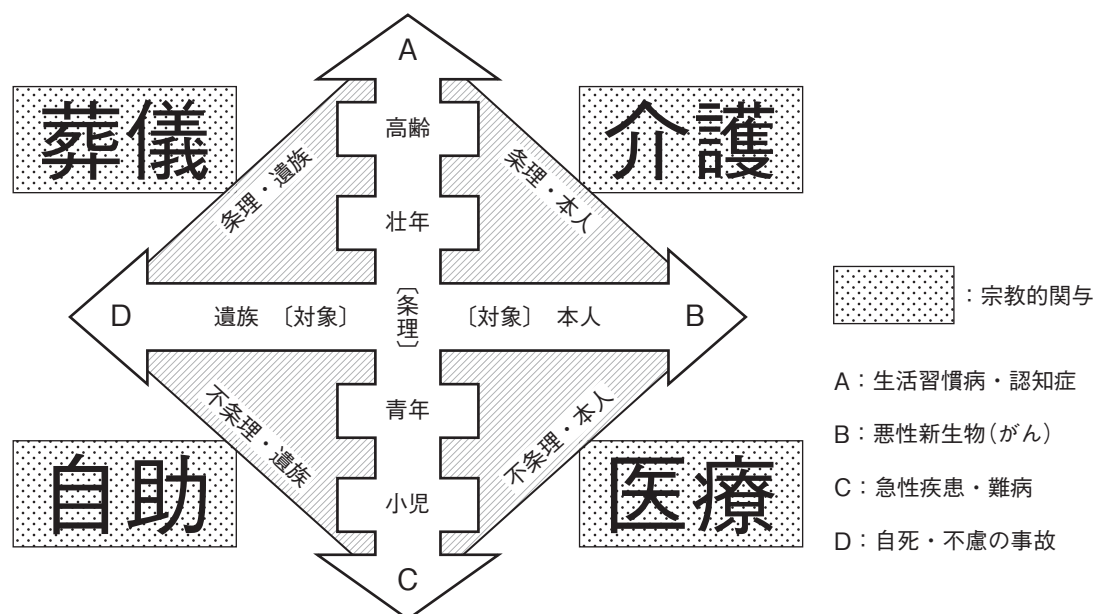 A
葬儀
介護
高齢
条理・遺族
条理・本人
壮年
D
遺族 〔対象〕
〔条理〕
〔対象〕 本人
B
青年
不条理・遺族
不条理・本人
自助
医療
小児
C
：宗教的関与
A：生活習慣病・認知症
B：悪性新生物(がん)
C：急性疾患・難病
D：自死・不慮の事故